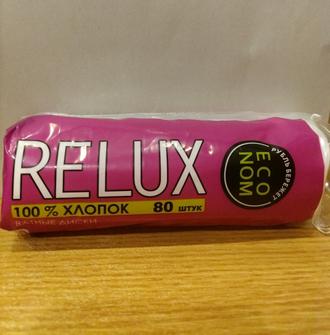 RELUX
100 % ХЛОПОК 80 ШТУК
ВАТНЫЕ ДИСКИ
ECO
NOM
РУБЛЬ БЕРЕЖЕТ